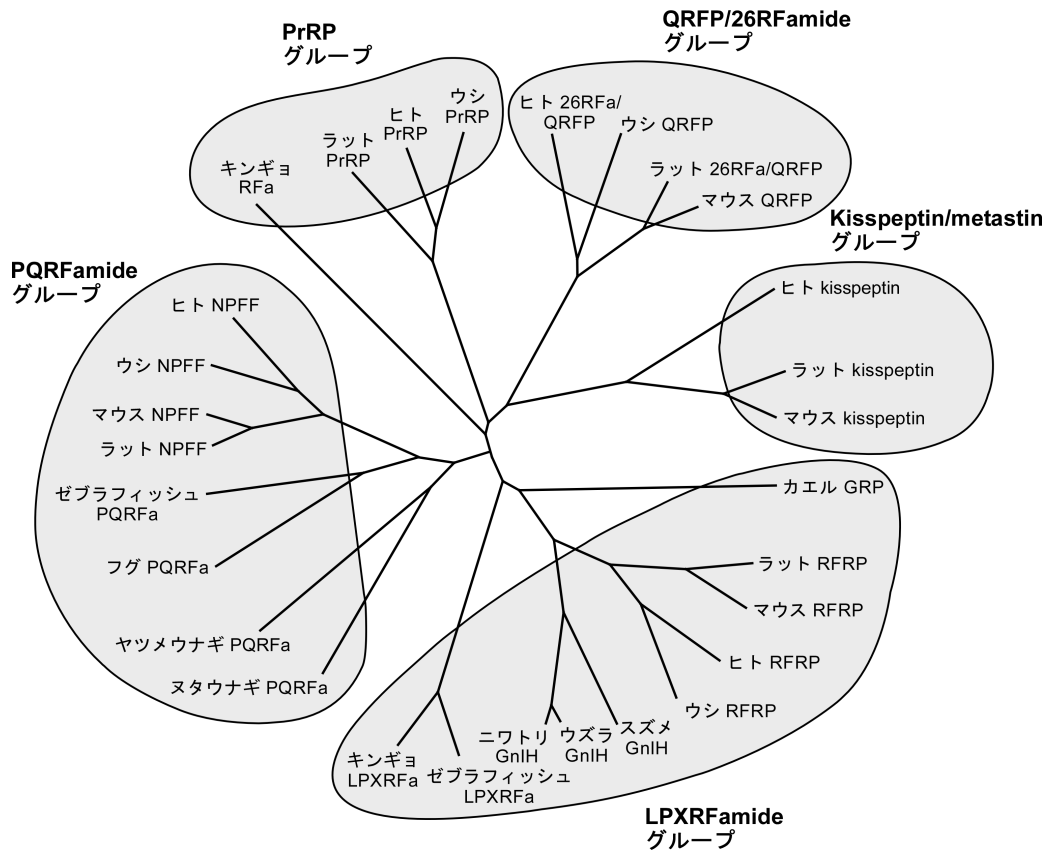 PrRP
グループ
キンギョ
RFa
ラット
PrRP
ヒト
PrRP
ウシ
PrRP
QRFP/26RFamide
グループ
ヒト 26RFa/
QRFP
ウシ QRFP
ラット 26RFa/QRFP
マウス QRFP
Kisspeptin/metastin
グループ
ヒト kisspeptin
ラット kisspeptin
マウス kisspeptin
PQRFamide
グループ
ヒト NPFF
ウシ NPFF
マウス NPFF
ラット NPFF
ゼブラフィッシュ
PQRFa
フグ PQRFa
ヤツメウナギ PQRFa
ヌタウナギ PQRFa
カエル GRP
ラット RFRP
マウス RFRP
ヒト RFRP
ウシ RFRP
スズメ
GnIH
ウズラ
GnIH
ニワトリ
GnIH
キンギョ
LPXRFa
ゼブラフィッシュ
LPXRFa
LPXRFamide
グループ